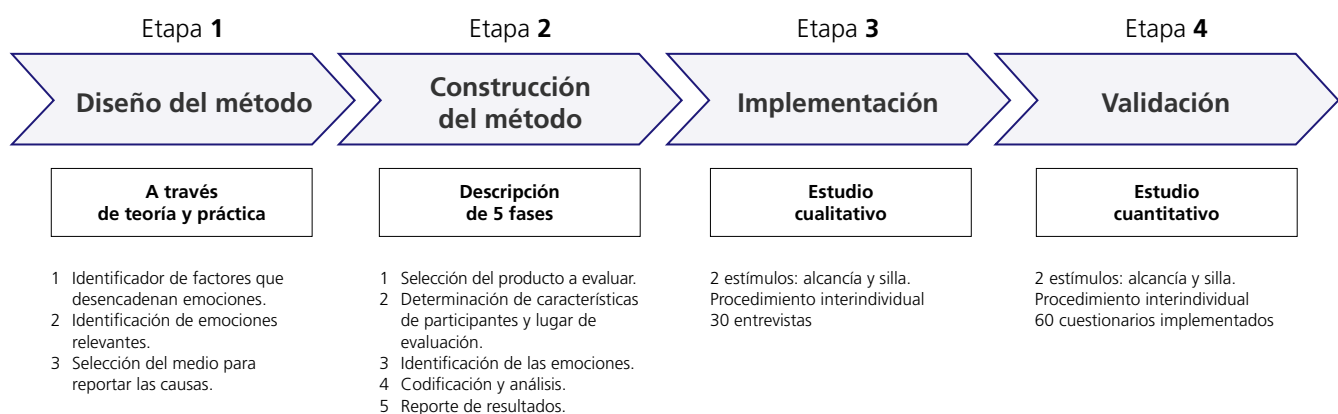 Etapa 1
Diseño del método
A través
de teoría y práctica
1 Identificador de factores que
desencadenan emociones.
2 Identificación de emociones
relevantes.
3 Selección del medio para
reportar las causas.
Etapa 2
Construcción
del método
Descripción
de 5 fases
1 Selección del producto a evaluar.
2 Determinación de características
de participantes y lugar de
evaluación.
3 Identificación de las emociones.
4 Codificación y análisis.
5 Reporte de resultados.
Etapa 3
Implementación
Estudio
cualitativo
2 estímulos: alcancía y silla.
Procedimiento interindividual
30 entrevistas
Etapa 4
Validación
Estudio
cuantitativo
2 estímulos: alcancía y silla.
Procedimiento interindividual
60 cuestionarios implementados